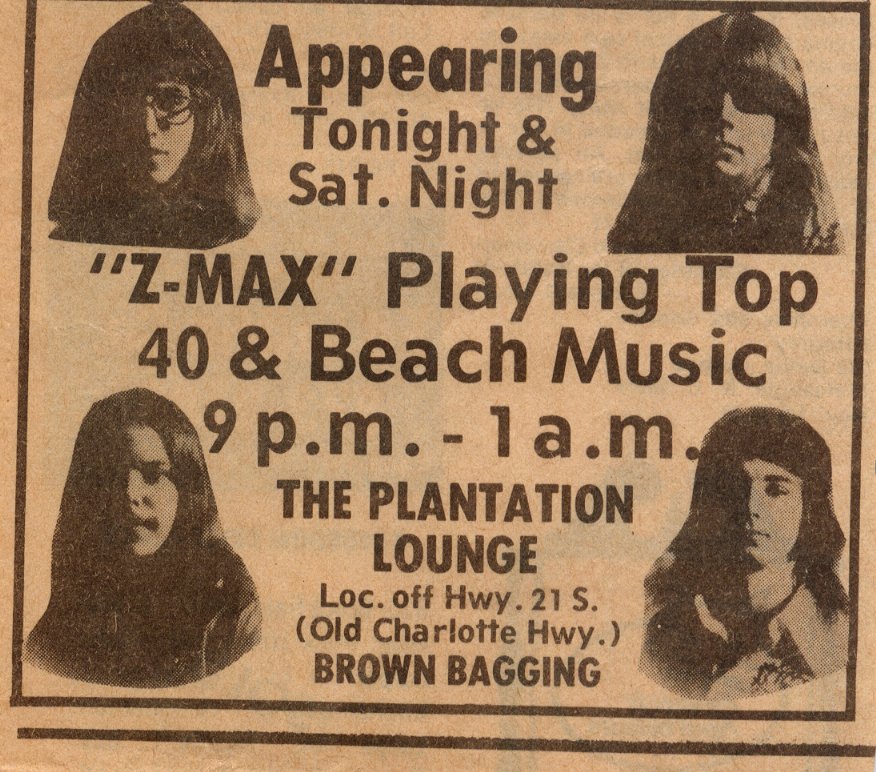 Appearing
Tonight &
Sat. Night
"Z-MAX" Playing Top
40 & Beach Music
9 p.m. - 1 a.m.
THE PLANTATION
LOUNGE
Loc. off Hwy. 21 S.
(Old Charlotte Hwy.)
BROWN BAGGING